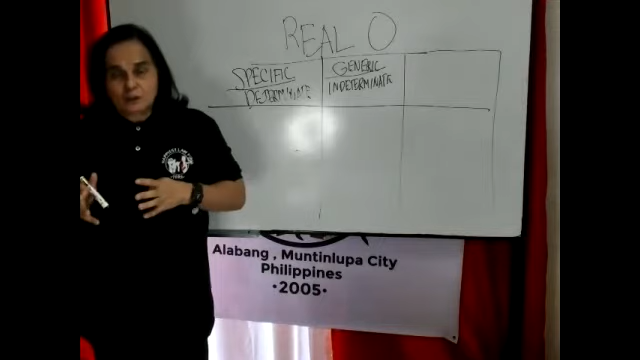 REAL O
SPECIFIC
DETERMINATE
GENERIC
INDETERMINATE
Alabang , Muntinlupa City
Philippines
•2005•